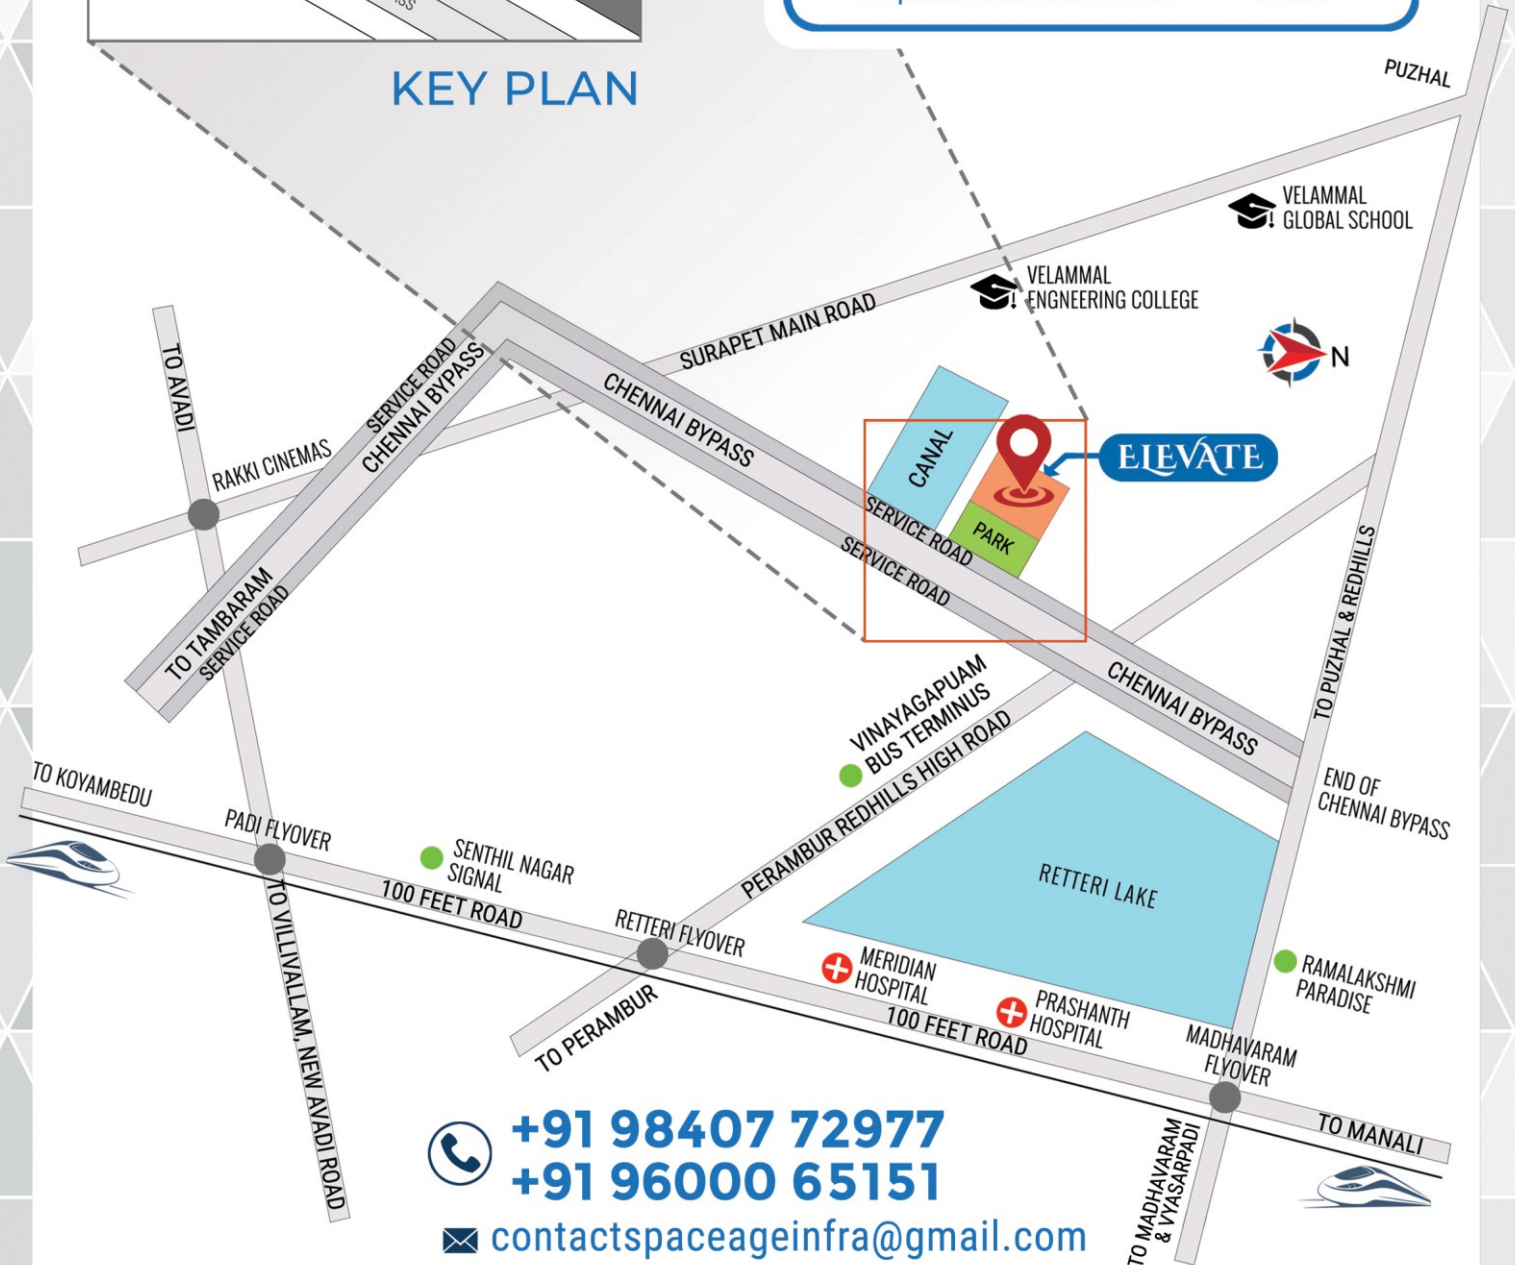 KEY PLAN
PUZHAL
VELAMMAL
GLOBAL SCHOOL
VELAMMAL
ENGNEERING COLLEGE
SURAPET MAIN ROAD
N
TO AVADI
SERVICE ROAD
CHENNAI BYPASS
CHENNAI BYPASS
RAKKI CINEMAS
CANAL
ELEVATE
SERVICE ROAD
PARK
SERVICE ROAD
TO TAMBARAM
SERVICE ROAD
TO PUZHAL & REDHILLS
CHENNAI BYPASS
VINAYAGAPUAM
BUS TERMINUS
PERAMBUR REDHILLS HIGH ROAD
END OF
CHENNAI BYPASS
TO KOYAMBEDU
PADI FLYOVER
SENTHIL NAGAR
SIGNAL
100 FEET ROAD
RETTERI LAKE
RETTERI FLYOVER
TO VILLIVALLAM, NEW AVADI ROAD
MERIDIAN
HOSPITAL
PRASHANTH
HOSPITAL
RAMALAKSHMI
PARADISE
100 FEET ROAD
MADHAVARAM
FLYOVER
TO PERAMBUR
TO MANALI
TO MADHAVARAM
& VYASARPADI
+91 98407 72977
+91 96000 65151
contactspaceageinfra@gmail.com